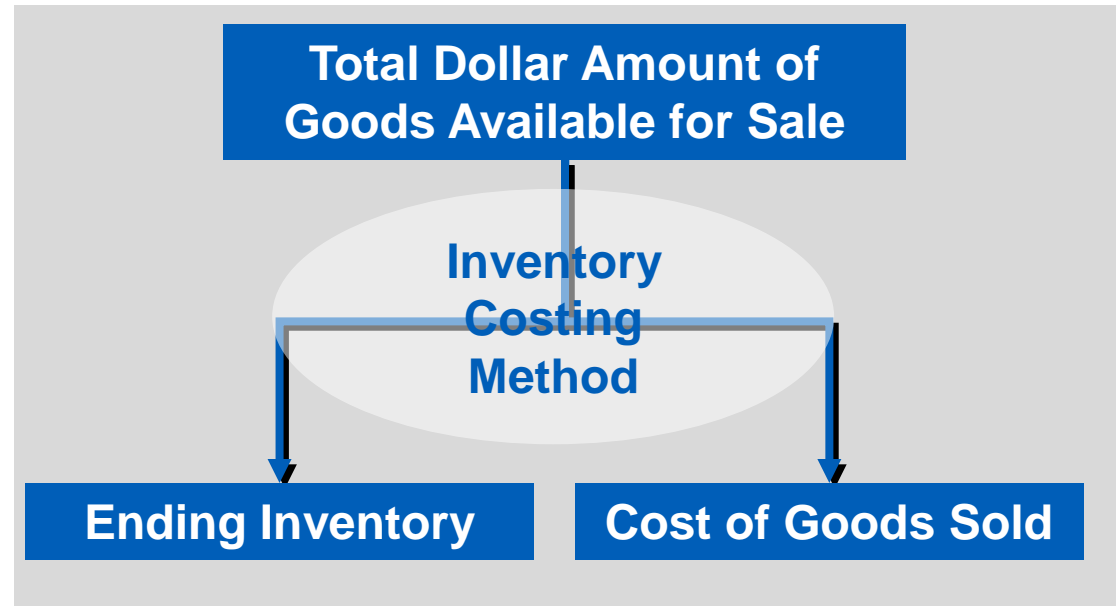 Total Dollar Amount of
Goods Available for Sale
Inventory
Costing
Method
Ending Inventory
Cost of Goods Sold